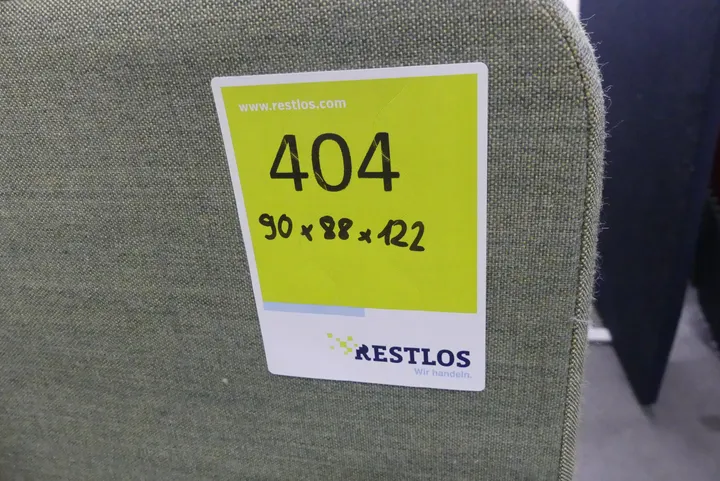 www.restlos.com
404
90 x 88 x 122
RESTLOS
Wir handeln.